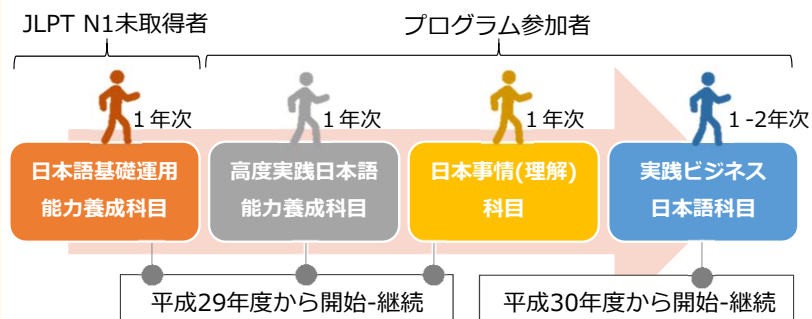 JLPT N1未取得者
プログラム参加者
1年次
1年次
1年次
1-2年次
日本語基礎運用
能力養成科目
高度実践日本語
能力養成科目
日本事情(理解)
科目
実践ビジネス
日本語科目
平成29年度から開始-継続
平成30年度から開始-継続